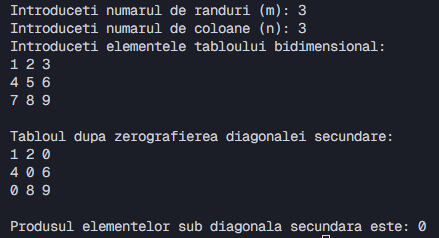 Introduceti numarul de randuri (m): 3
Introduceti numarul de coloane (n): 3
Introduceti elementele tabloului bidimensional:
1 2 3
4 5 6
7 8 9
Tabloul dupa zerografierea diagonalei secundare:
1 2 0
4 0 6
0 8 9
Produsul elementelor sub diagonala secundara este: 0